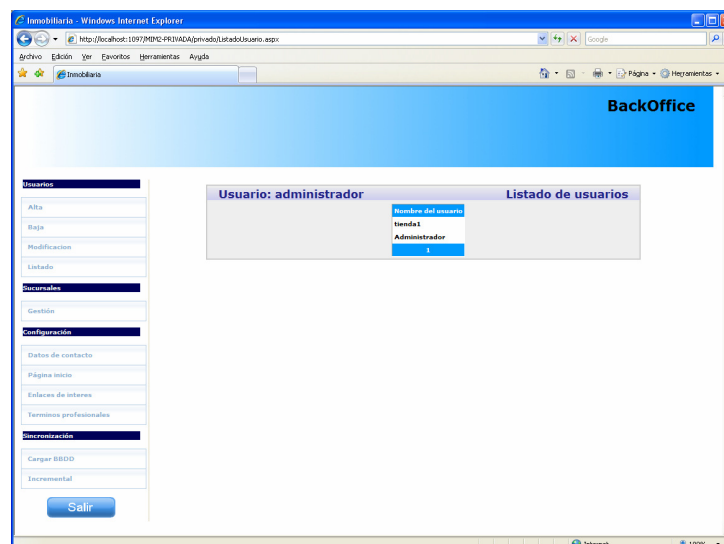 Inmobiliaria - Windows Internet Explorer
http://localhost:1097/MIM2-PRIVADA/privado/ListadoUsuario.aspx
Google
Archivo Edición Ver Favoritos Herramientas Ayuda
Inmobiliaria
Página
Herramientas
BackOffice
Usuarios
Alta
Baja
Modificacion
Listado
Sucursales
Gestión
Configuración
Datos de contacto
Página inicio
Enlaces de interes
Terminos profesionales
Sincronización
Cargar BBDD
Incremental
Salir
Usuario: administrador
Listado de usuarios
Nombre del usuario
tienda1
Administrador
1
Internet
100%